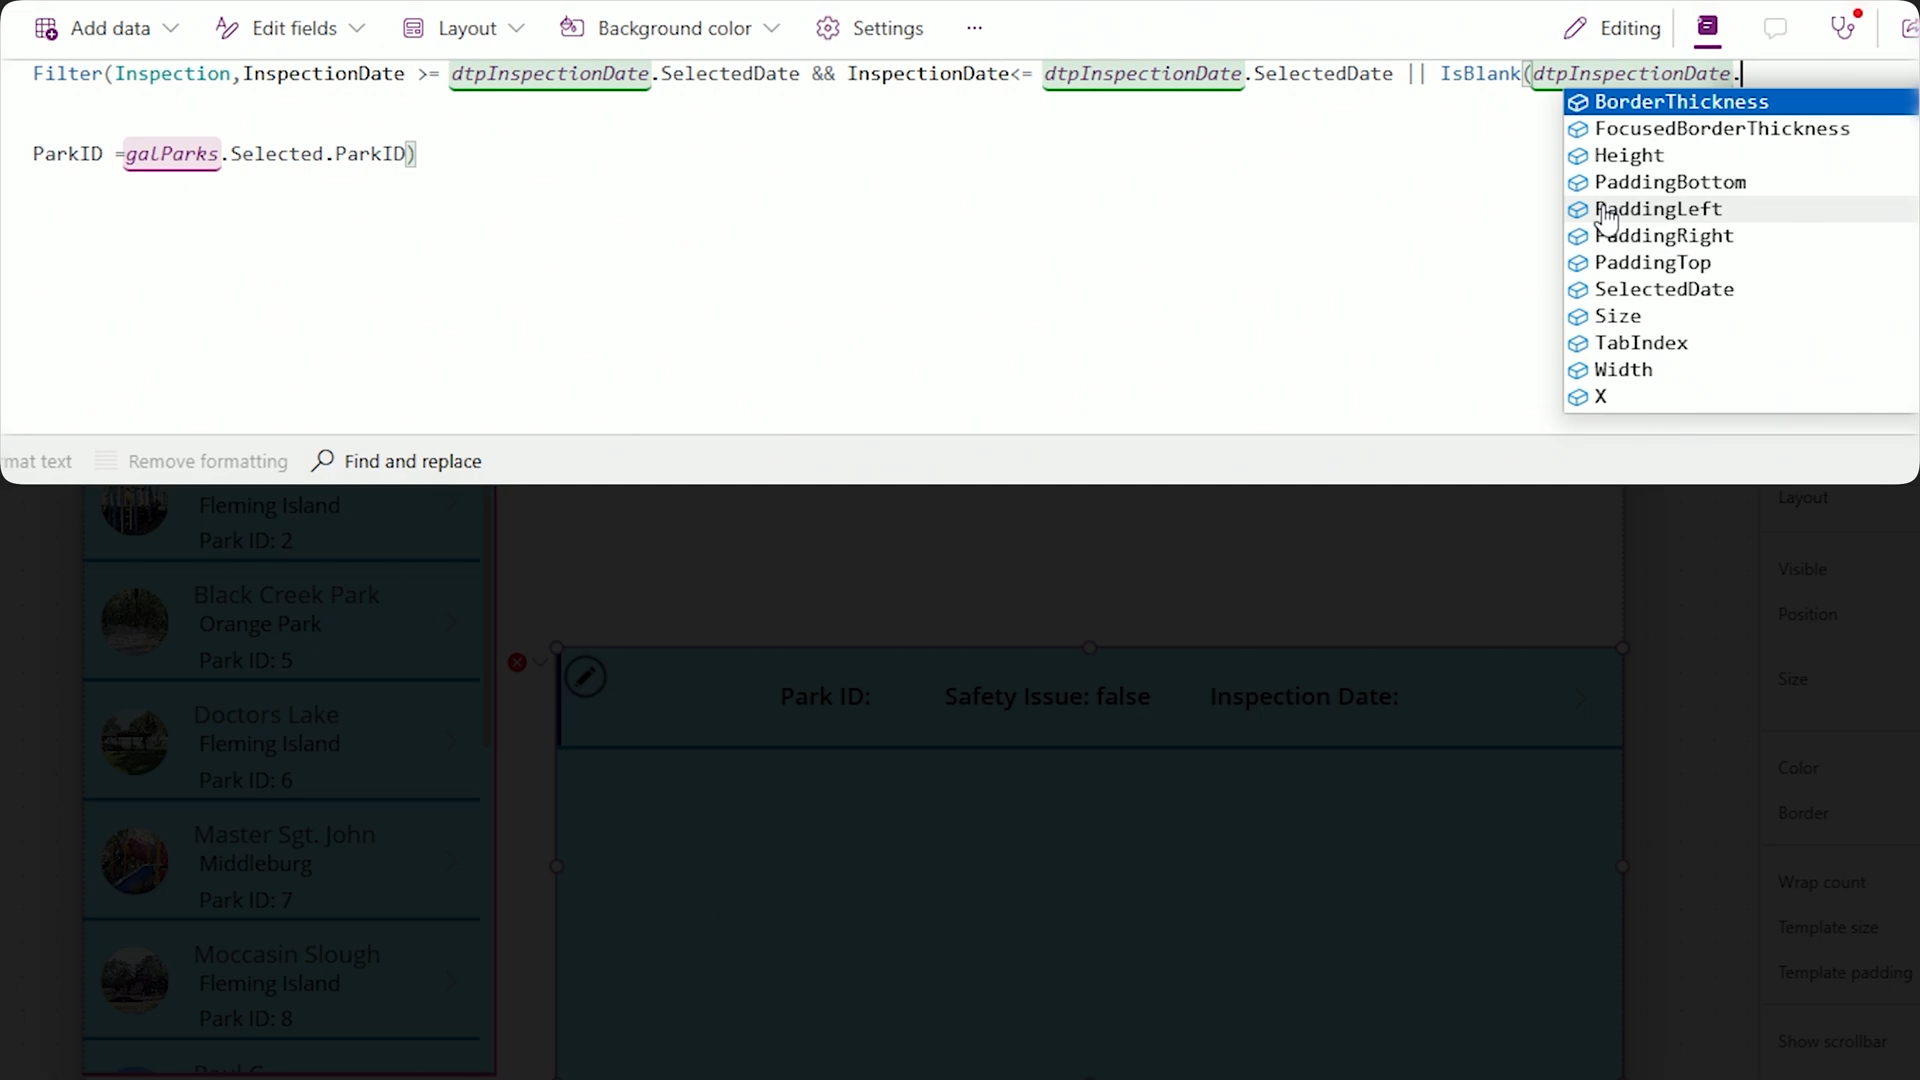 Add data
Edit fields
Layout
Background color
Settings
...
Editing
Filter(Inspection,InspectionDate >= dtpInspectionDate.SelectedDate && InspectionDate<= dtpInspectionDate.SelectedDate || IsBlank(dtpInspectionDate.
ParkID =galParks.Selected.ParkID)
BorderThickness
FocusedBorderThickness
Height
PaddingBottom
PaddingLeft
PaddingRight
PaddingTop
SelectedDate
Size
TabIndex
Width
X
mat text
Remove formatting
Find and replace
Fleming Island
Park ID: 2
Black Creek Park
Orange Park
Park ID: 5
Doctors Lake
Fleming Island
Park ID: 6
Master Sgt. John
Middleburg
Park ID: 7
Moccasin Slough
Fleming Island
Park ID: 8
Park ID:
Safety Issue: false
Inspection Date:
Layout
Visible
Position
Size
Color
Border
Wrap count
Template size
Template padding
Show scrollbar